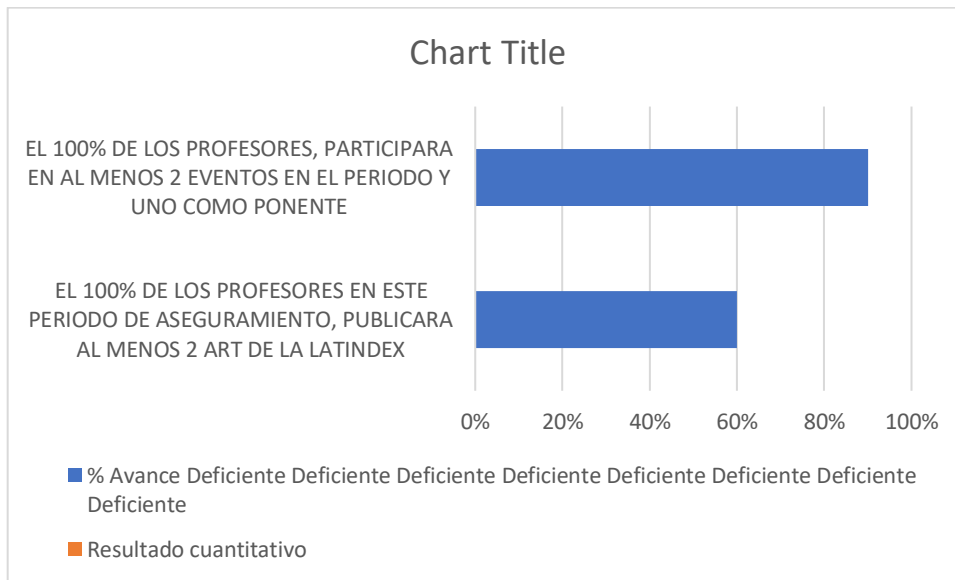 Chart Title
EL 100% DE LOS PROFESORES, PARTICIPARA
EN AL MENOS 2 EVENTOS EN EL PERIODO Y
UNO COMO PONENTE
EL 100% DE LOS PROFESORES EN ESTE
PERIODO DE ASEGURAMIENTO, PUBLICARA
AL MENOS 2 ART DE LA LATINDEX
0% 20% 40% 60% 80% 100%
% Avance Deficiente Deficiente Deficiente Deficiente Deficiente Deficiente Deficiente
Deficiente
Resultado cuantitativo